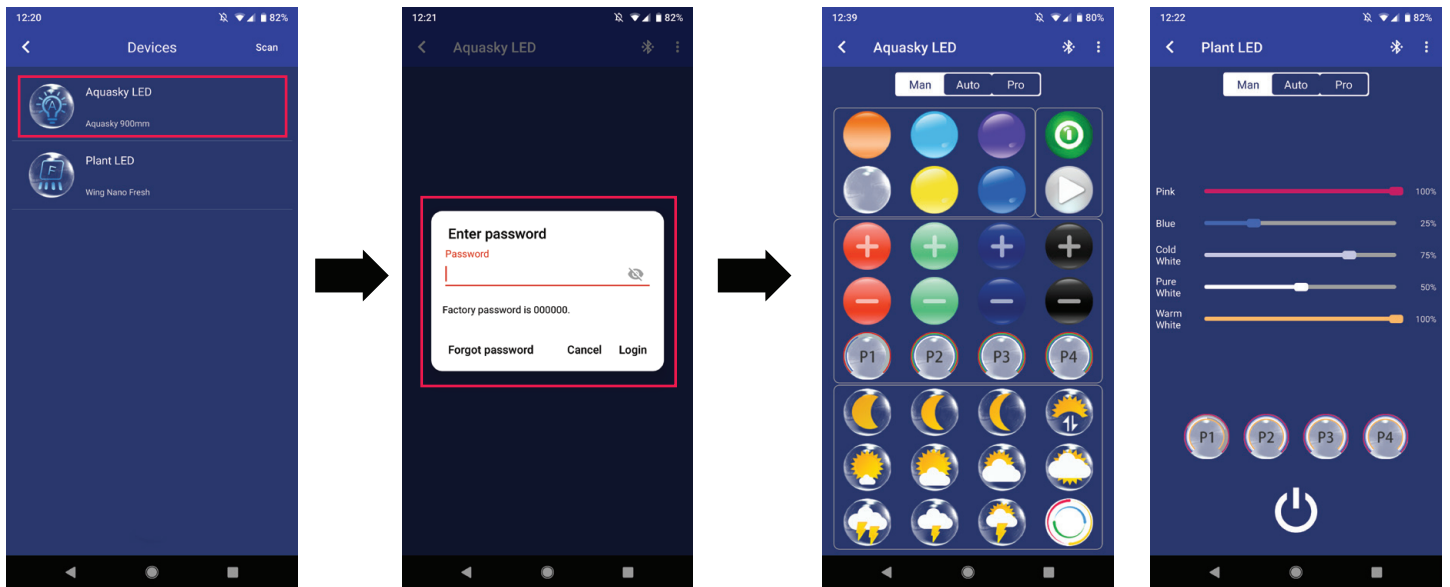 12:20
82%
Devices
Scan
Aquasky LED
Aquasky 900mm
Plant LED
Wing Nano Fresh
12:21
82%
Aquasky LED
Enter password
Password
Factory password is 000000.
Forgot password Cancel Login
12:39
80%
Aquasky LED
Man Auto Pro
P1 P2 P3 P4
12:22
82%
Plant LED
Man Auto Pro
Pink 100%
Blue 25%
Cold
White 75%
Pure
White 50%
Warm
White 100%
P1 P2 P3 P4